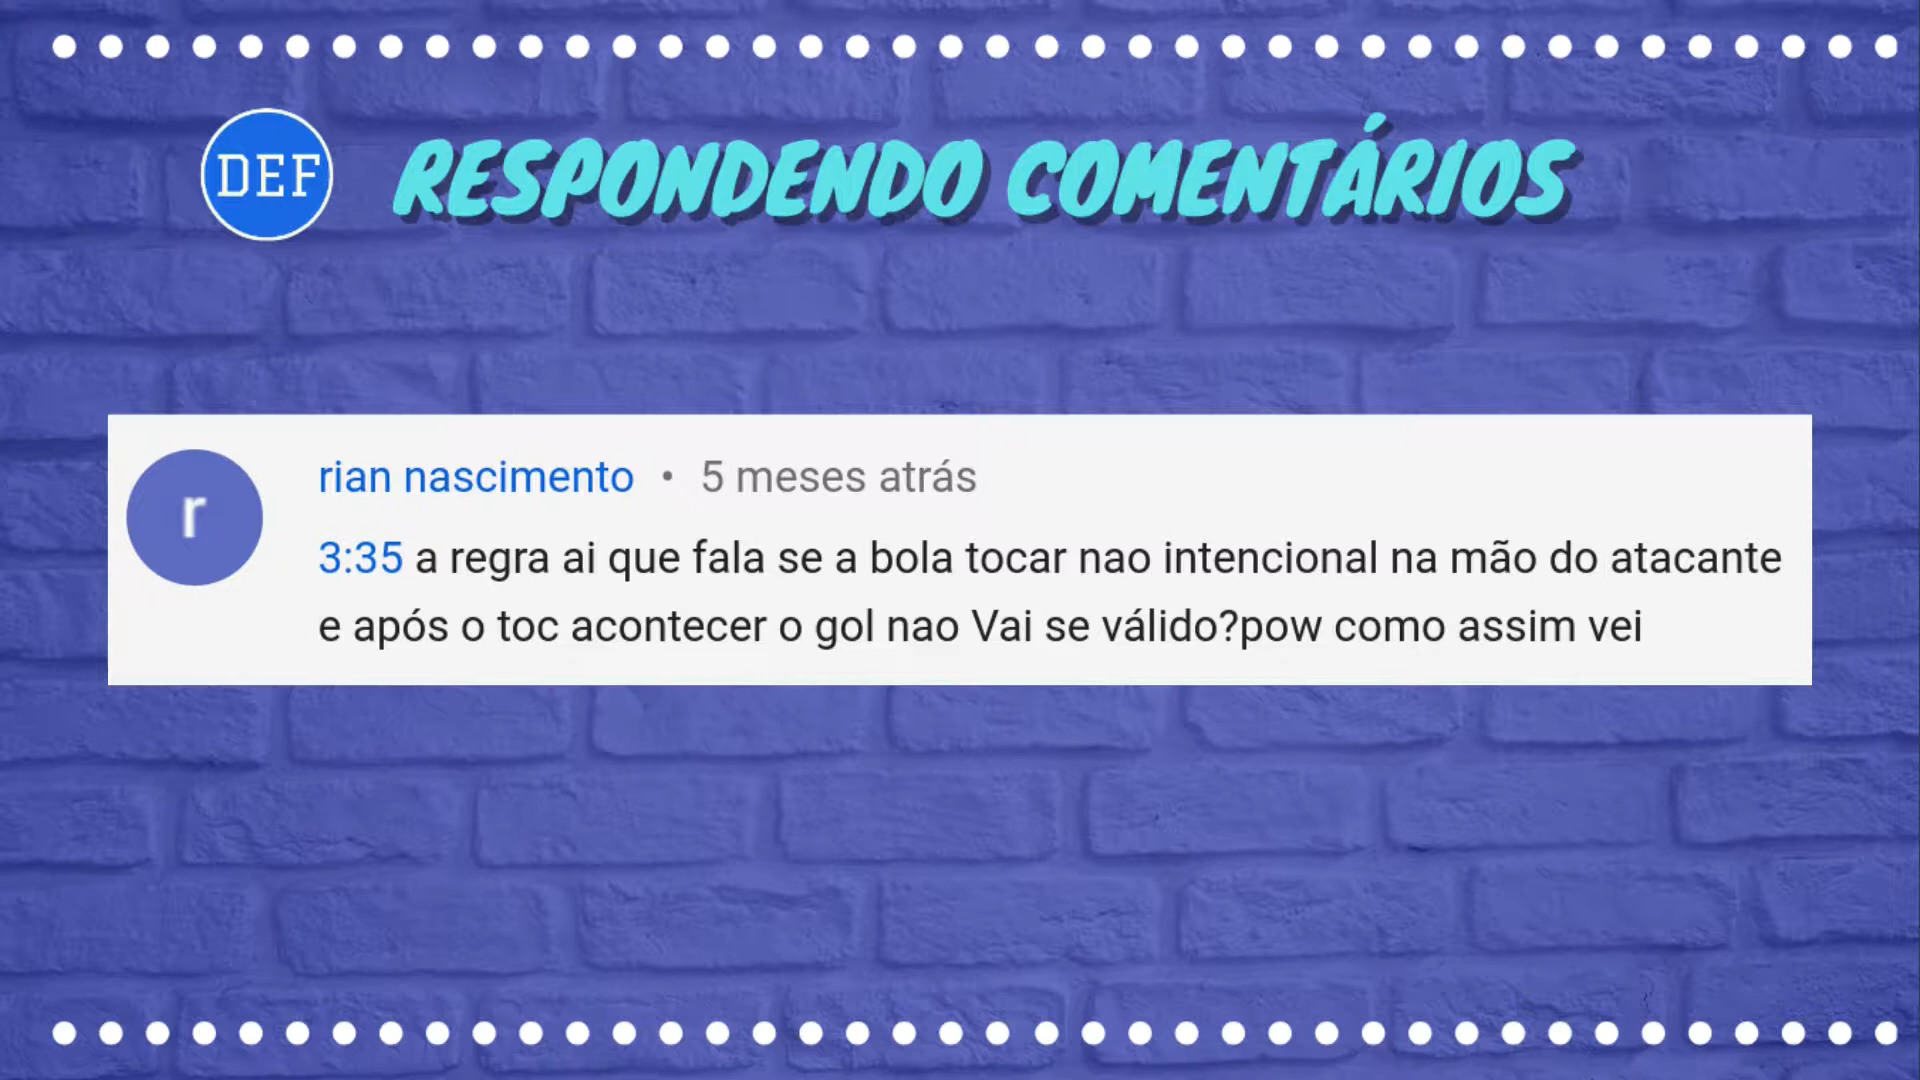 DEF
RESPONDENDO COMENTÁRIOS
r
rian nascimento • 5 meses atrás
3:35 a regra ai que fala se a bola tocar nao intencional na mão do atacante
e após o toc acontecer o gol nao Vai se válido?pow como assim vei